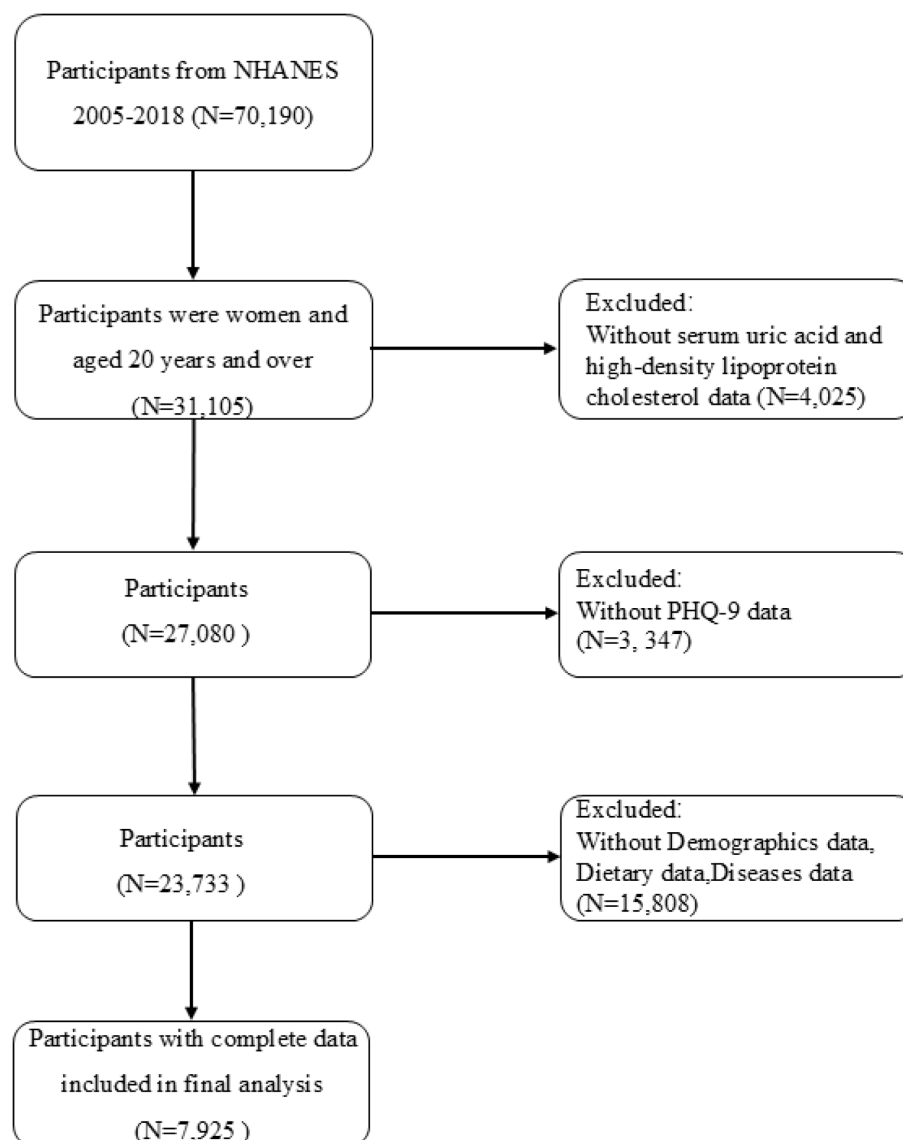 Participants from NHANES
2005-2018 (N=70,190)
Participants were women and
aged 20 years and over
(N=31,105)
Excluded:
Without serum uric acid and
high-density lipoprotein
cholesterol data (N=4,025)
Participants
(N=27,080 )
Excluded:
Without PHQ-9 data
(N=3, 347)
Participants
(N=23,733 )
Excluded:
Without Demographics data,
Dietary data,Diseases data
(N=15,808)
Participants with complete data
included in final analysis
(N=7,925 )